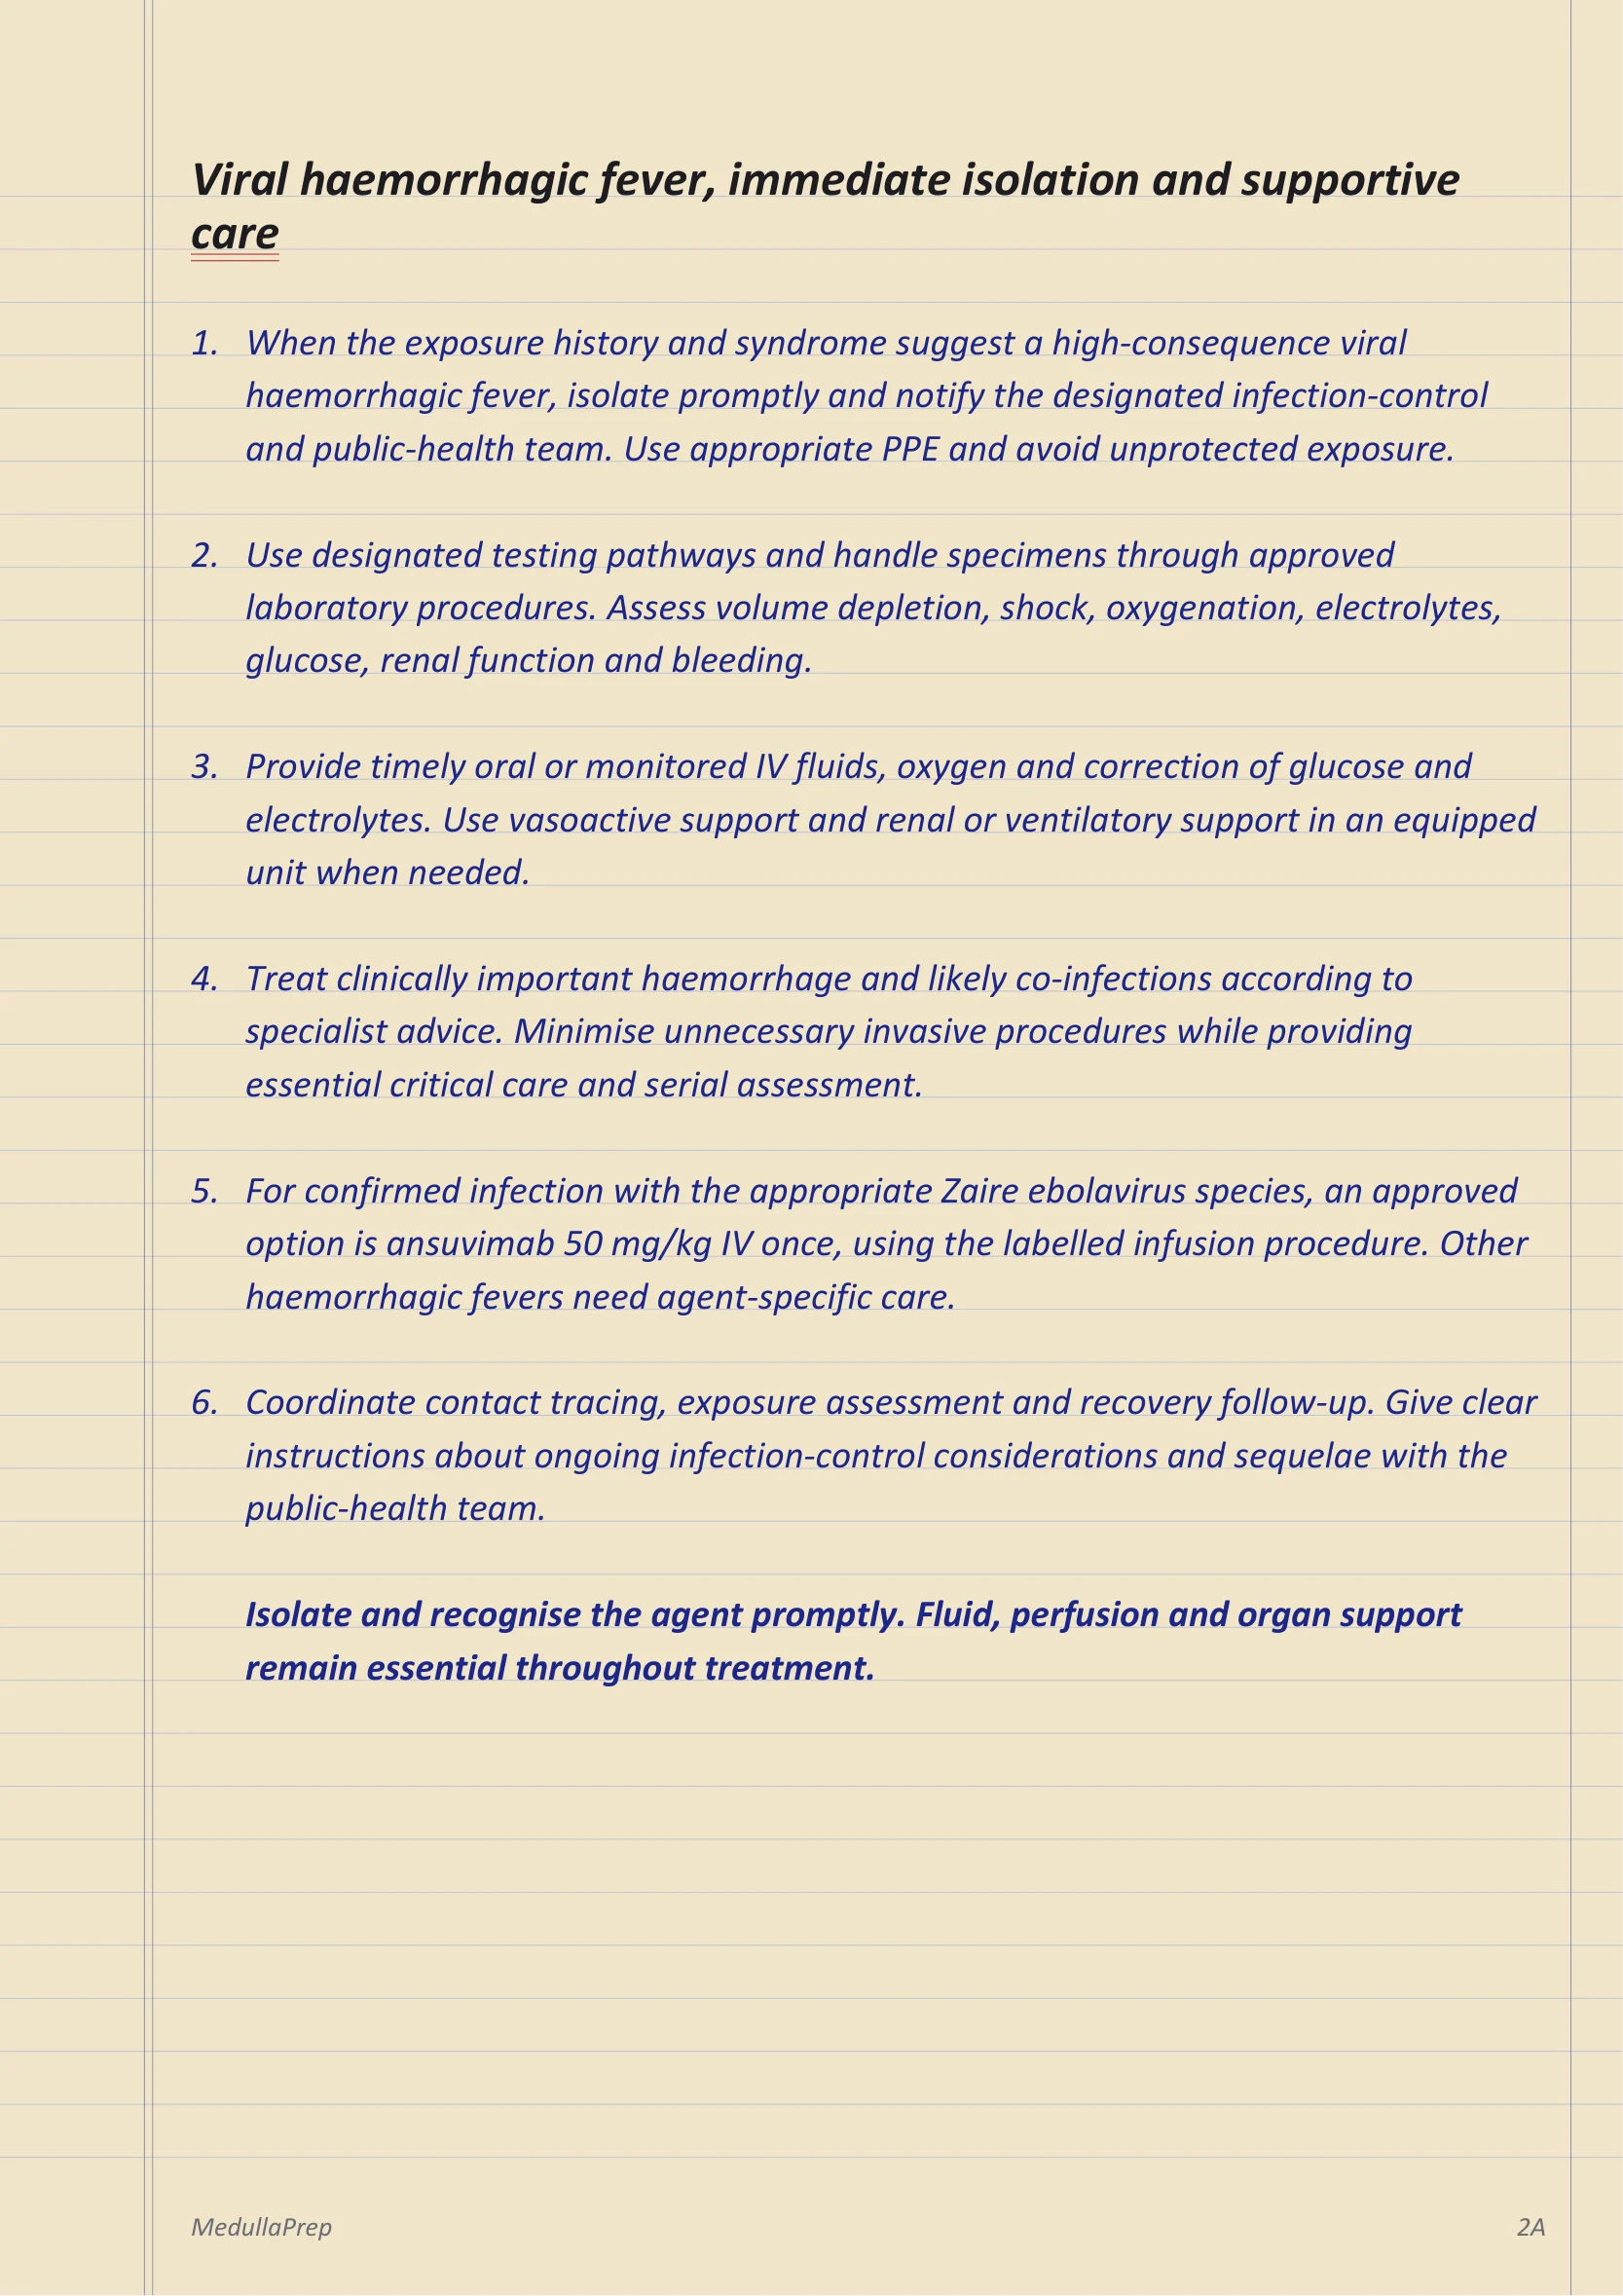 Viral haemorrhagic fever, immediate isolation and supportive
care
1. When the exposure history and syndrome suggest a high-consequence viral
haemorrhagic fever, isolate promptly and notify the designated infection-control
and public-health team. Use appropriate PPE and avoid unprotected exposure.
2. Use designated testing pathways and handle specimens through approved
laboratory procedures. Assess volume depletion, shock, oxygenation, electrolytes,
glucose, renal function and bleeding.
3. Provide timely oral or monitored IV fluids, oxygen and correction of glucose and
electrolytes. Use vasoactive support and renal or ventilatory support in an equipped
unit when needed.
4. Treat clinically important haemorrhage and likely co-infections according to
specialist advice. Minimise unnecessary invasive procedures while providing
essential critical care and serial assessment.
5. For confirmed infection with the appropriate Zaire ebolavirus species, an approved
option is ansuvimab 50 mg/kg IV once, using the labelled infusion procedure. Other
haemorrhagic fevers need agent-specific care.
6. Coordinate contact tracing, exposure assessment and recovery follow-up. Give clear
instructions about ongoing infection-control considerations and sequelae with the
public-health team.
Isolate and recognise the agent promptly. Fluid, perfusion and organ support
remain essential throughout treatment.
MedullaPrep
2A